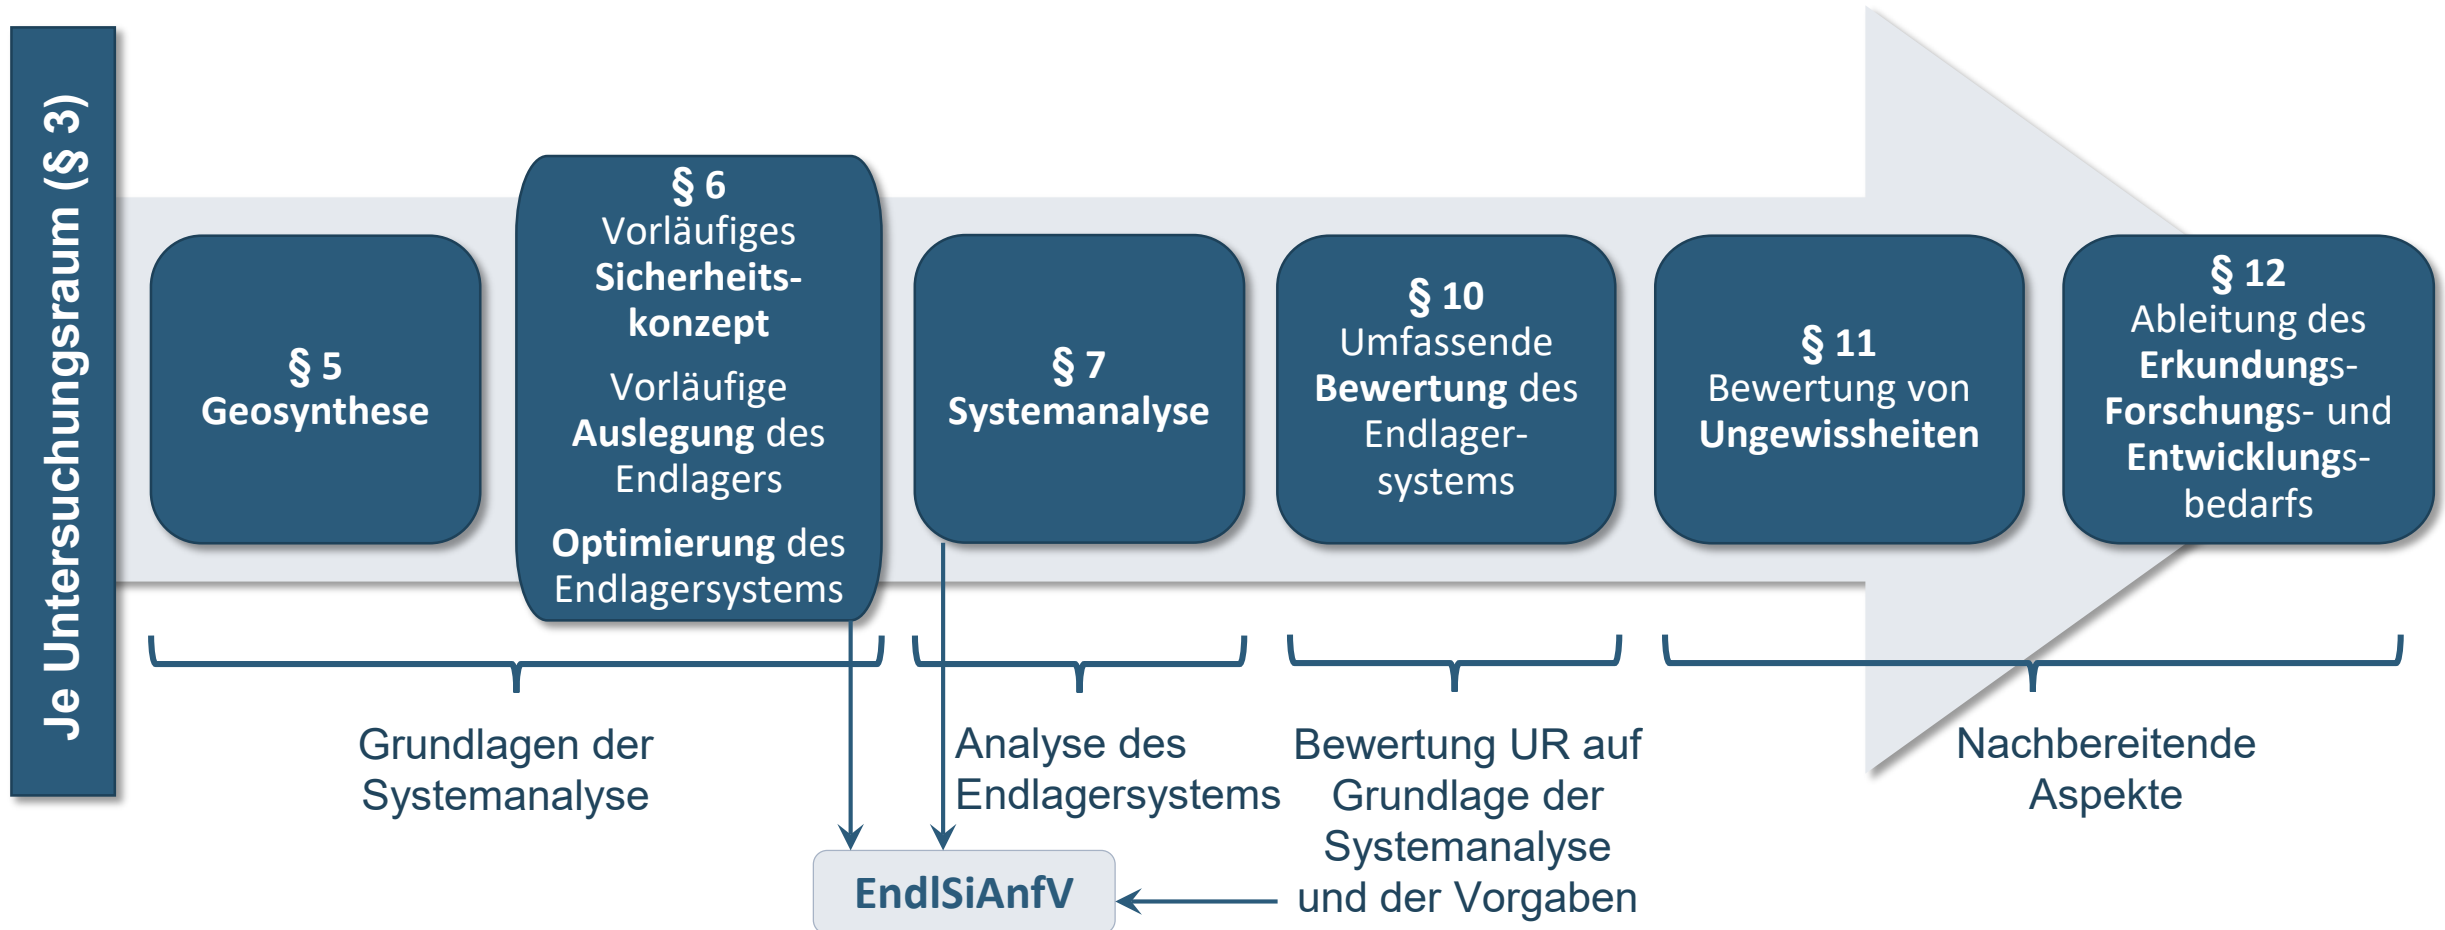 Je Untersuchungsraum (§ 3)
§ 5
Geosynthese
§ 6
Vorläufiges
Sicherheits-
konzept
Vorläufige
Auslegung des
Endlagers
Optimierung des
Endlagersystems
§ 7
Systemanalyse
§ 10
Umfassende
Bewertung des
Endlager-
systems
§ 11
Bewertung von
Ungewissheiten
§ 12
Ableitung des
Erkundungs-
Forschungs- und
Entwicklungs-
bedarfs
Grundlagen der
Systemanalyse
Analyse des
Endlagersystems
Bewertung UR auf
Grundlage der
Systemanalyse
und der Vorgaben
Nachbereitende
Aspekte
EndlSiAnfV